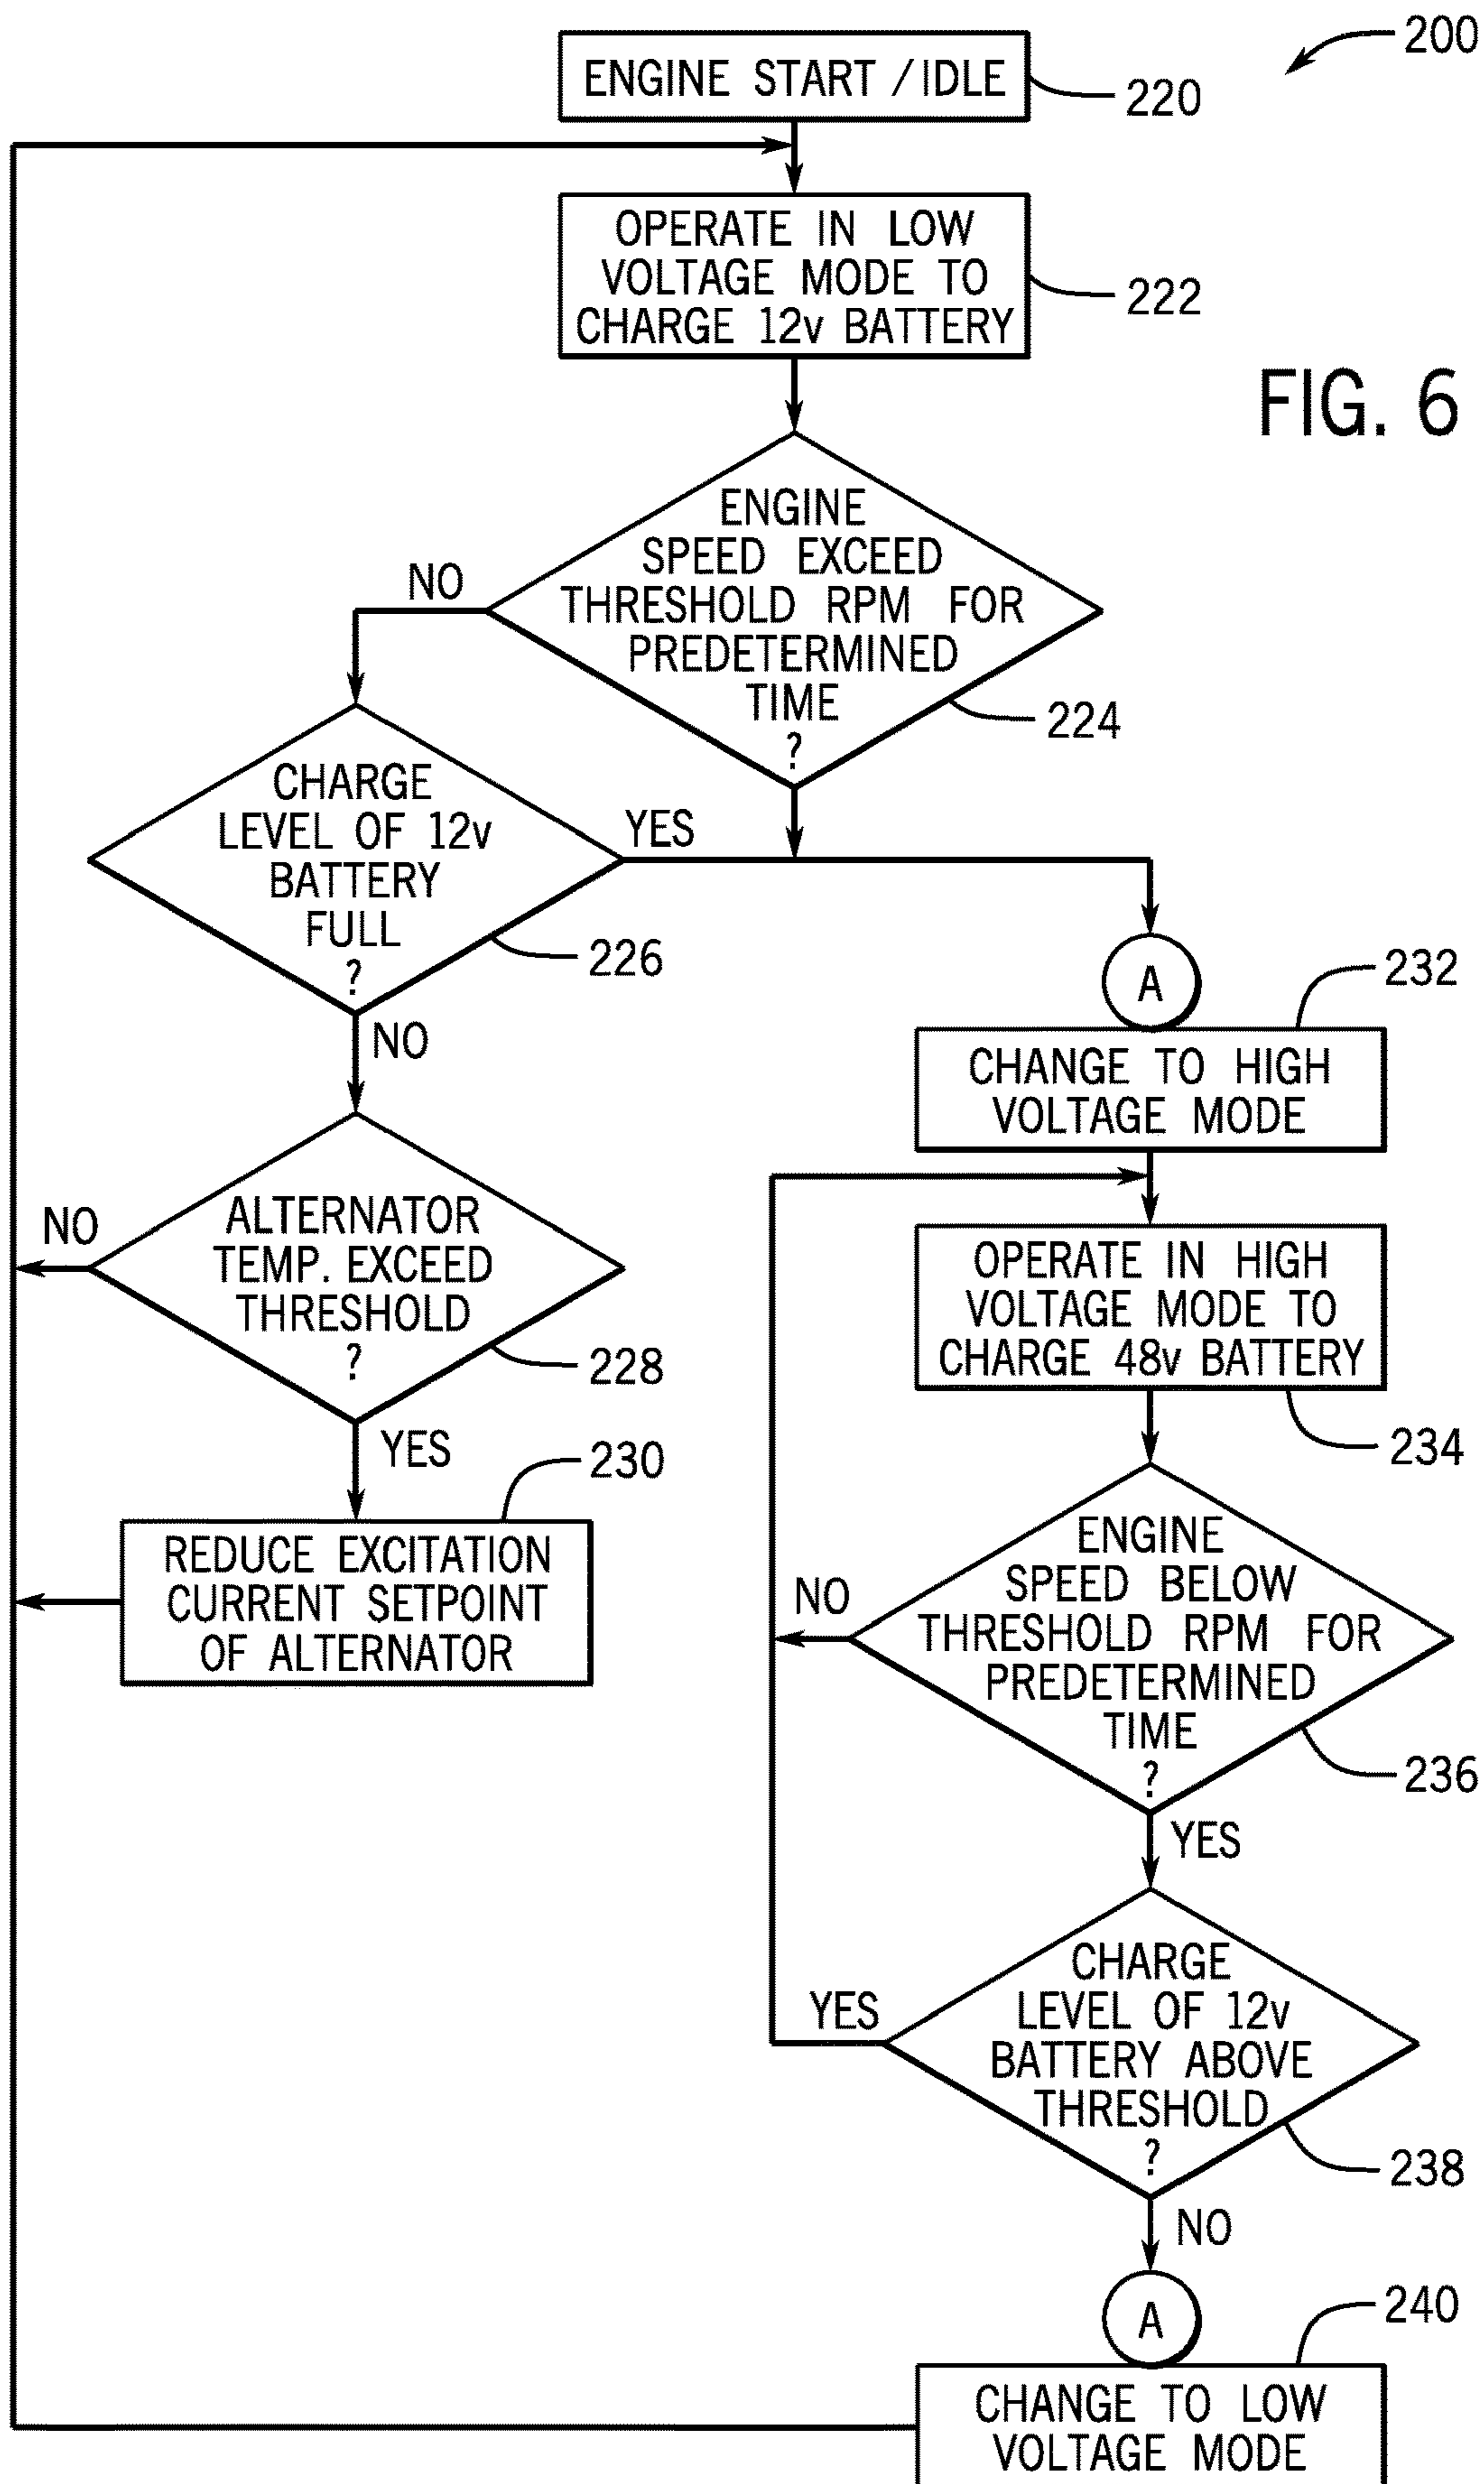 200
ENGINE START / IDLE
220
OPERATE IN LOW
VOLTAGE MODE TO
CHARGE 12v BATTERY
222
FIG. 6
ENGINE
SPEED EXCEED
THRESHOLD RPM FOR
PREDETERMINED
TIME
?
224
NO
CHARGE
LEVEL OF 12v
BATTERY
FULL
?
226
YES
NO
A
232
CHANGE TO HIGH
VOLTAGE MODE
ALTERNATOR
TEMP. EXCEED
THRESHOLD
?
228
NO
YES
230
REDUCE EXCITATION
CURRENT SETPOINT
OF ALTERNATOR
OPERATE IN HIGH
VOLTAGE MODE TO
CHARGE 48v BATTERY
234
ENGINE
SPEED BELOW
THRESHOLD RPM FOR
PREDETERMINED
TIME
?
236
NO
YES
CHARGE
LEVEL OF 12v
BATTERY ABOVE
THRESHOLD
?
238
YES
NO
A
240
CHANGE TO LOW
VOLTAGE MODE